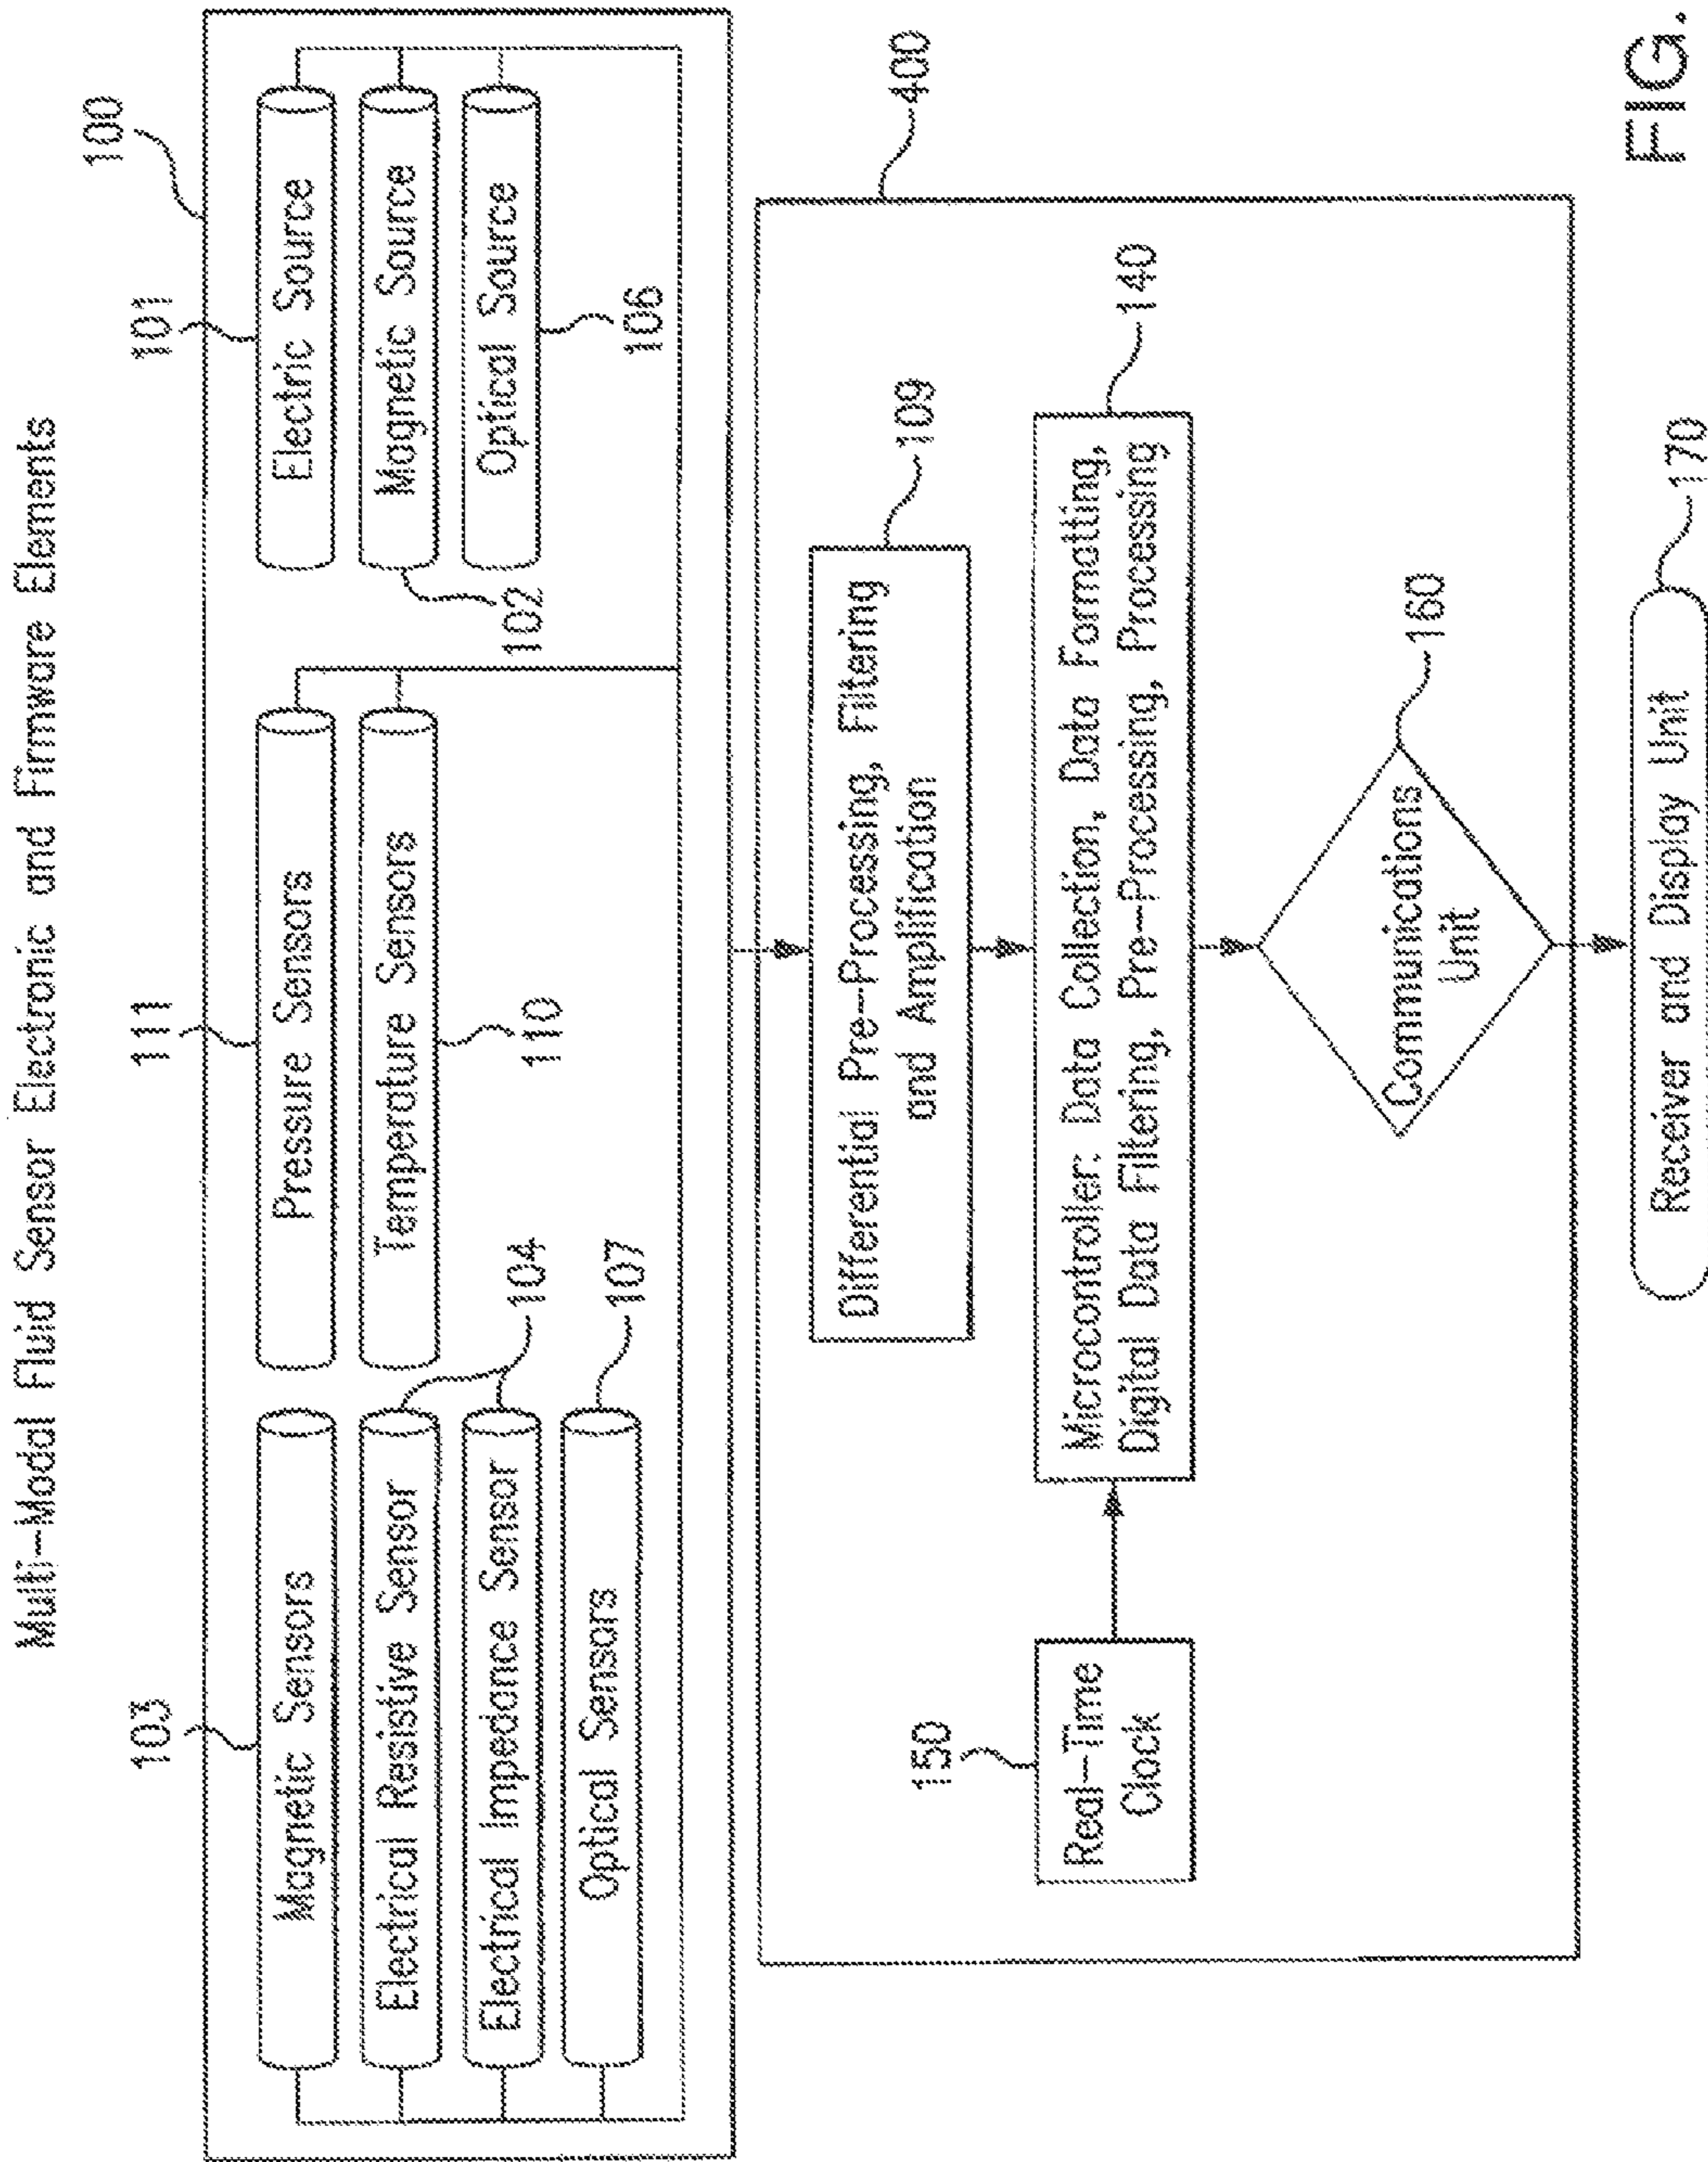 Multi-Modal Fluid Sensor Electronic and Firmware Elements
100
103
111
101
Magnetic Sensors
Pressure Sensors
Electric Source
Electrical Resistive Sensor
Temperature Sensors
Magnetic Source
Electrical Impedance Sensor
104
110
102
Optical Source
Optical Sensors
107
106
400
109
Differential Pre-Processing, Filtering
and Amplification
150
140
Real-Time
Clock
Microcontroller: Data Collection, Data Formatting,
Digital Data Filtering, Pre-Processing, Processing
160
Communications
Unit
170
Receiver and Display Unit
FIG.